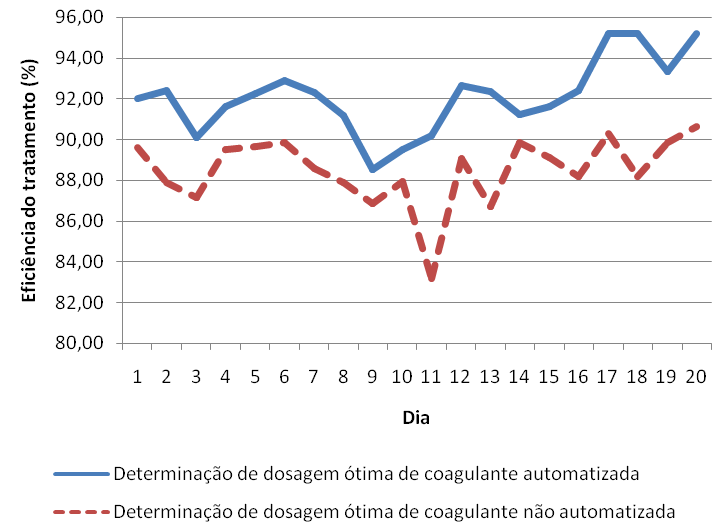 Eficiência do tratamento (%)
96,00
94,00
92,00
90,00
88,00
86,00
84,00
82,00
80,00
1 2 3 4 5 6 7 8 9 10 11 12 13 14 15 16 17 18 19 20
Dia
Determinação de dosagem ótima de coagulante automatizada
Determinação de dosagem ótima de coagulante não automatizada